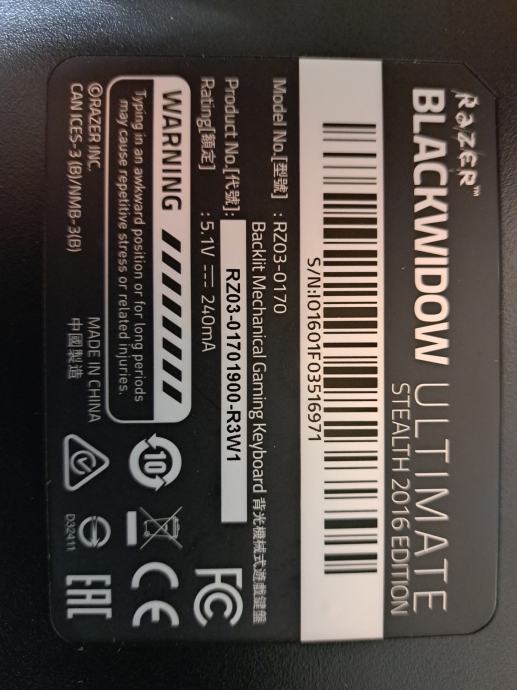 RAZER™
BLACKWIDOW ULTIMATE
STEALTH 2016 EDITION
S/N:IO1601F03516971
Model No.[型號] : RZ03-0170
Backlit Mechanical Gaming Keyboard 背光機械式遊戲鍵盤
Product No.[代號] : RZ03-01701900-R3W1
Rating[額定] : 5.1V ⎓ 240mA
WARNING
Typing in an awkward position or for long periods
may cause repetitive stress or related injuries.
©RAZER INC.
CAN ICES-3 (B)/NMB-3(B)
MADE IN CHINA
中國製造
FC
10
CE
D32411
EAC